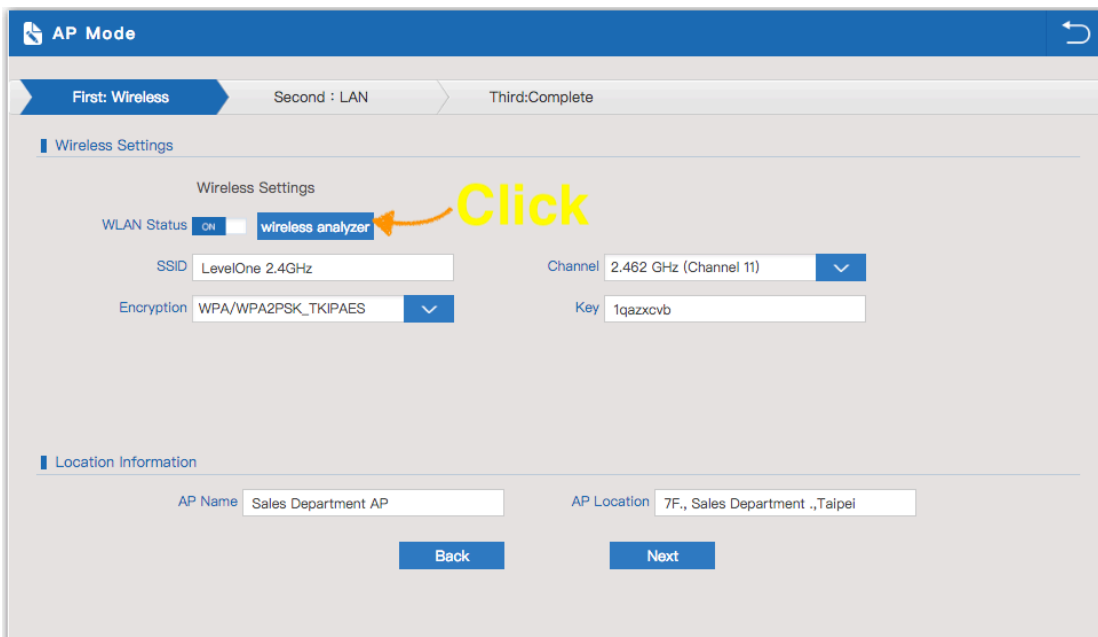 AP Mode
First: Wireless Second：LAN Third:Complete
Wireless Settings
Wireless Settings
Click
WLAN Status ON wireless analyzer
SSID LevelOne 2.4GHz Channel 2.462 GHz (Channel 11)
Encryption WPA/WPA2PSK_TKIPAES Key 1qazxcvb
Location Information
AP Name Sales Department AP AP Location 7F., Sales Department .,Taipei
Back Next